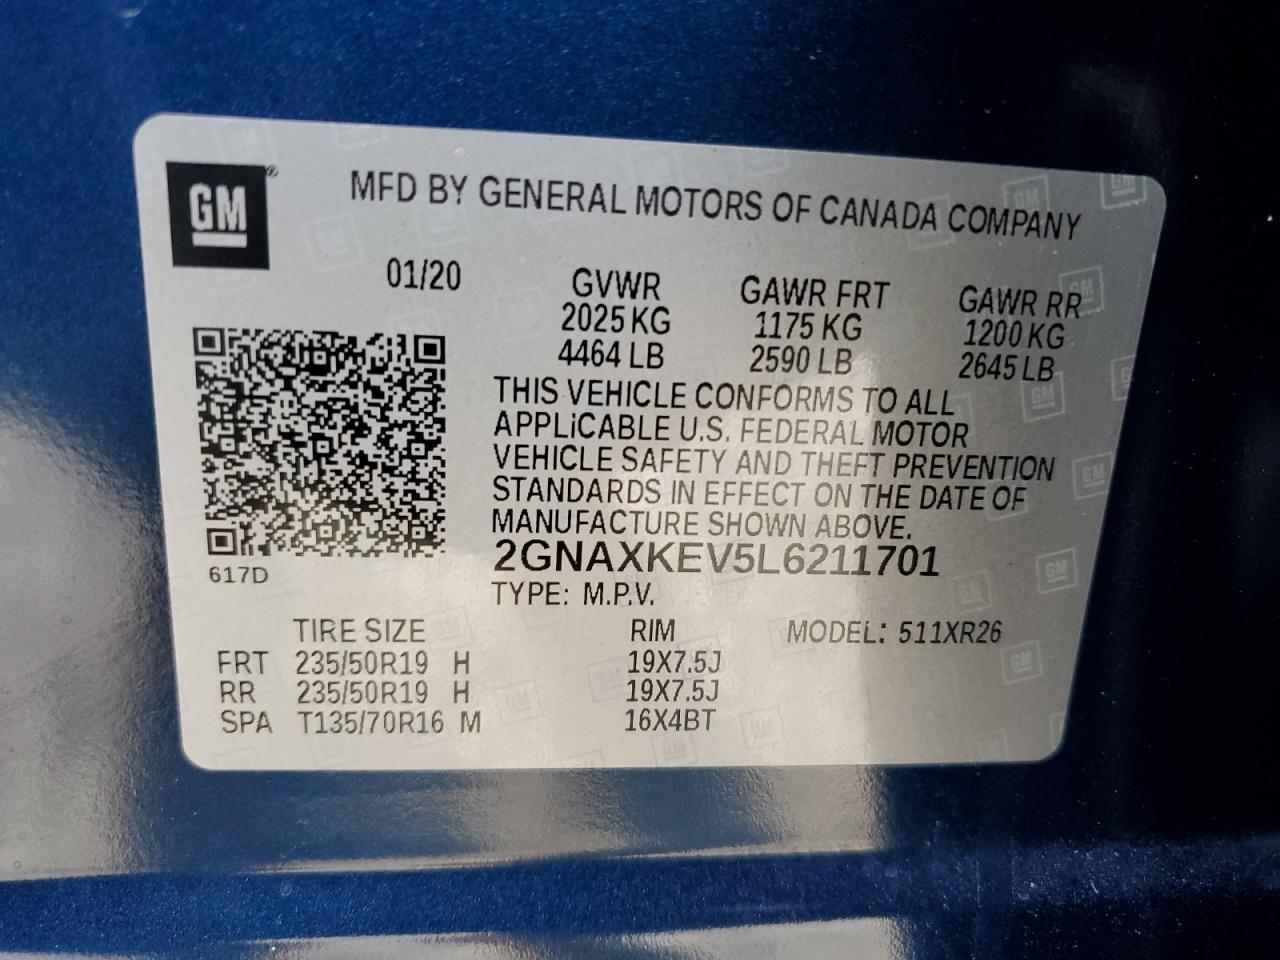 GM®
MFD BY GENERAL MOTORS OF CANADA COMPANY
01/20
GVWR GAWR FRT GAWR RR
2025 KG 1175 KG 1200 KG
4464 LB 2590 LB 2645 LB
THIS VEHICLE CONFORMS TO ALL
APPLICABLE U.S. FEDERAL MOTOR
VEHICLE SAFETY AND THEFT PREVENTION
STANDARDS IN EFFECT ON THE DATE OF
MANUFACTURE SHOWN ABOVE.
2GNAXKEV5L6211701
617D
TYPE: M.P.V.
TIRE SIZE RIM MODEL: 511XR26
FRT 235/50R19 H 19X7.5J
RR 235/50R19 H 19X7.5J
SPA T135/70R16 M 16X4BT